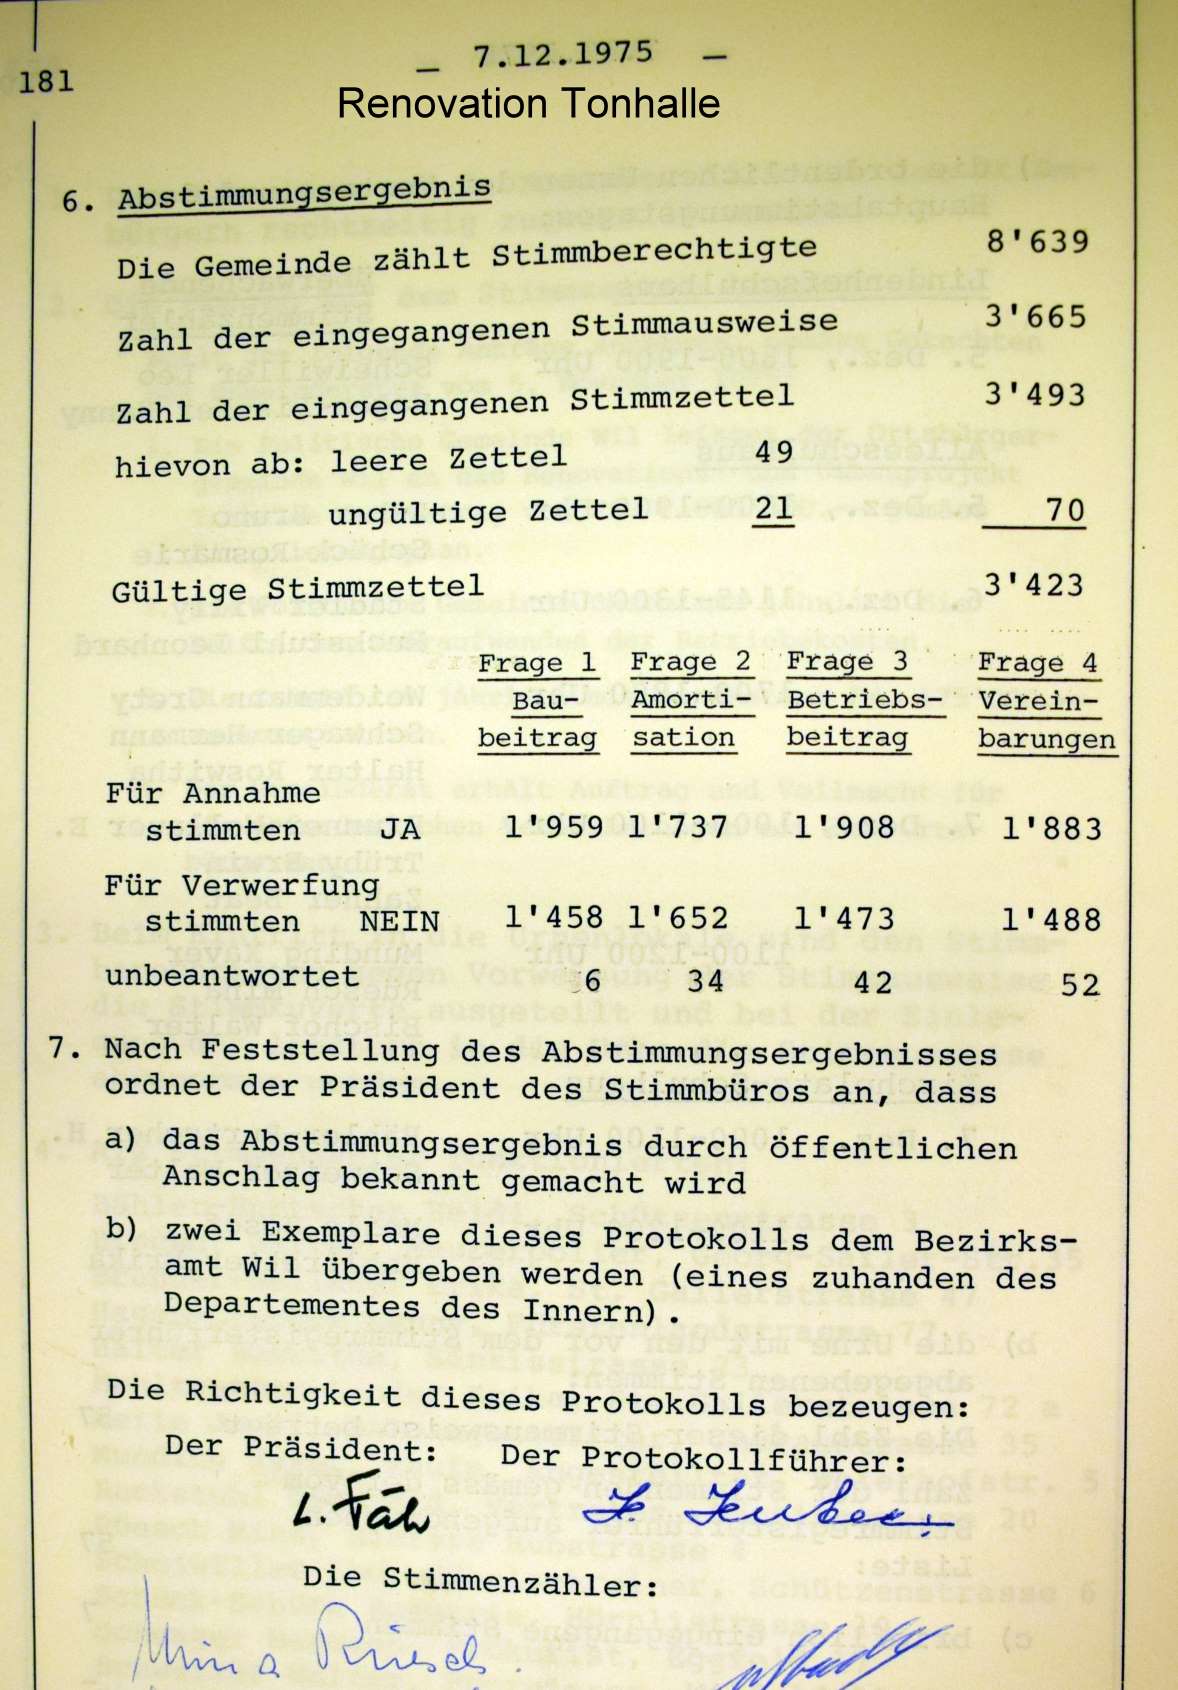 – 7.12.1975 –
181
Renovation Tonhalle
6. Abstimmungsergebnis
Die Gemeinde zählt Stimmberechtigte 8'639
Zahl der eingegangenen Stimmausweise 3'665
Zahl der eingegangenen Stimmzettel 3'493
hievon ab: leere Zettel 49
ungültige Zettel 21 70
Gültige Stimmzettel 3'423
Frage 1 Frage 2 Frage 3 Frage 4
Bau- Amorti- Betriebs- Verein-
beitrag sation beitrag barungen
Für Annahme
stimmten JA 1'959 1'737 1'908 1'883
Für Verwerfung
stimmten NEIN 1'458 1'652 1'473 1'488
unbeantwortet 6 34 42 52
7. Nach Feststellung des Abstimmungsergebnisses
ordnet der Präsident des Stimmbüros an, dass
a) das Abstimmungsergebnis durch öffentlichen
Anschlag bekannt gemacht wird
b) zwei Exemplare dieses Protokolls dem Bezirks-
amt Wil übergeben werden (eines zuhanden des
Departementes des Innern).
Die Richtigkeit dieses Protokolls bezeugen:
Der Präsident: Der Protokollführer:
L. Fäh
Die Stimmenzähler:
Mina Rüesch